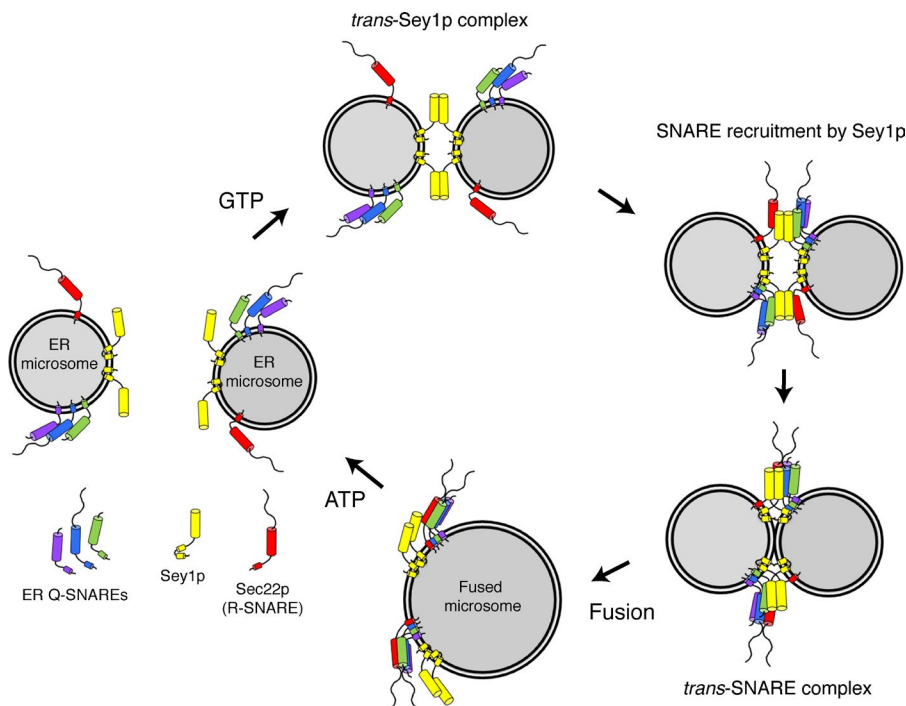 trans-Sey1p complex
SNARE recruitment by Sey1p
GTP
ER
microsome
ER
microsome
ATP
ER Q-SNAREs
Sey1p
Sec22p
(R-SNARE)
Fused
microsome
Fusion
trans-SNARE complex